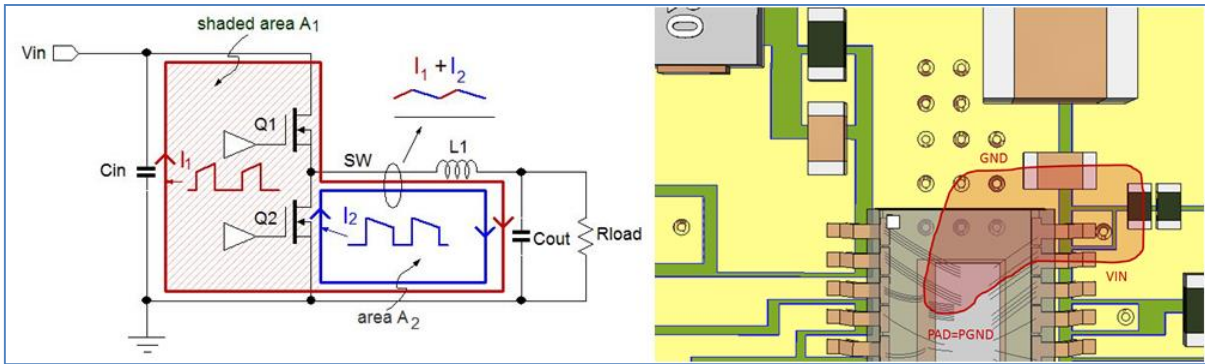 shaded area A1
Vin
I1 + I2
Q1
I1
SW
L1
Cin
Q2
I2
Cout
Rload
area A2
GND
VIN
PAD=PGND